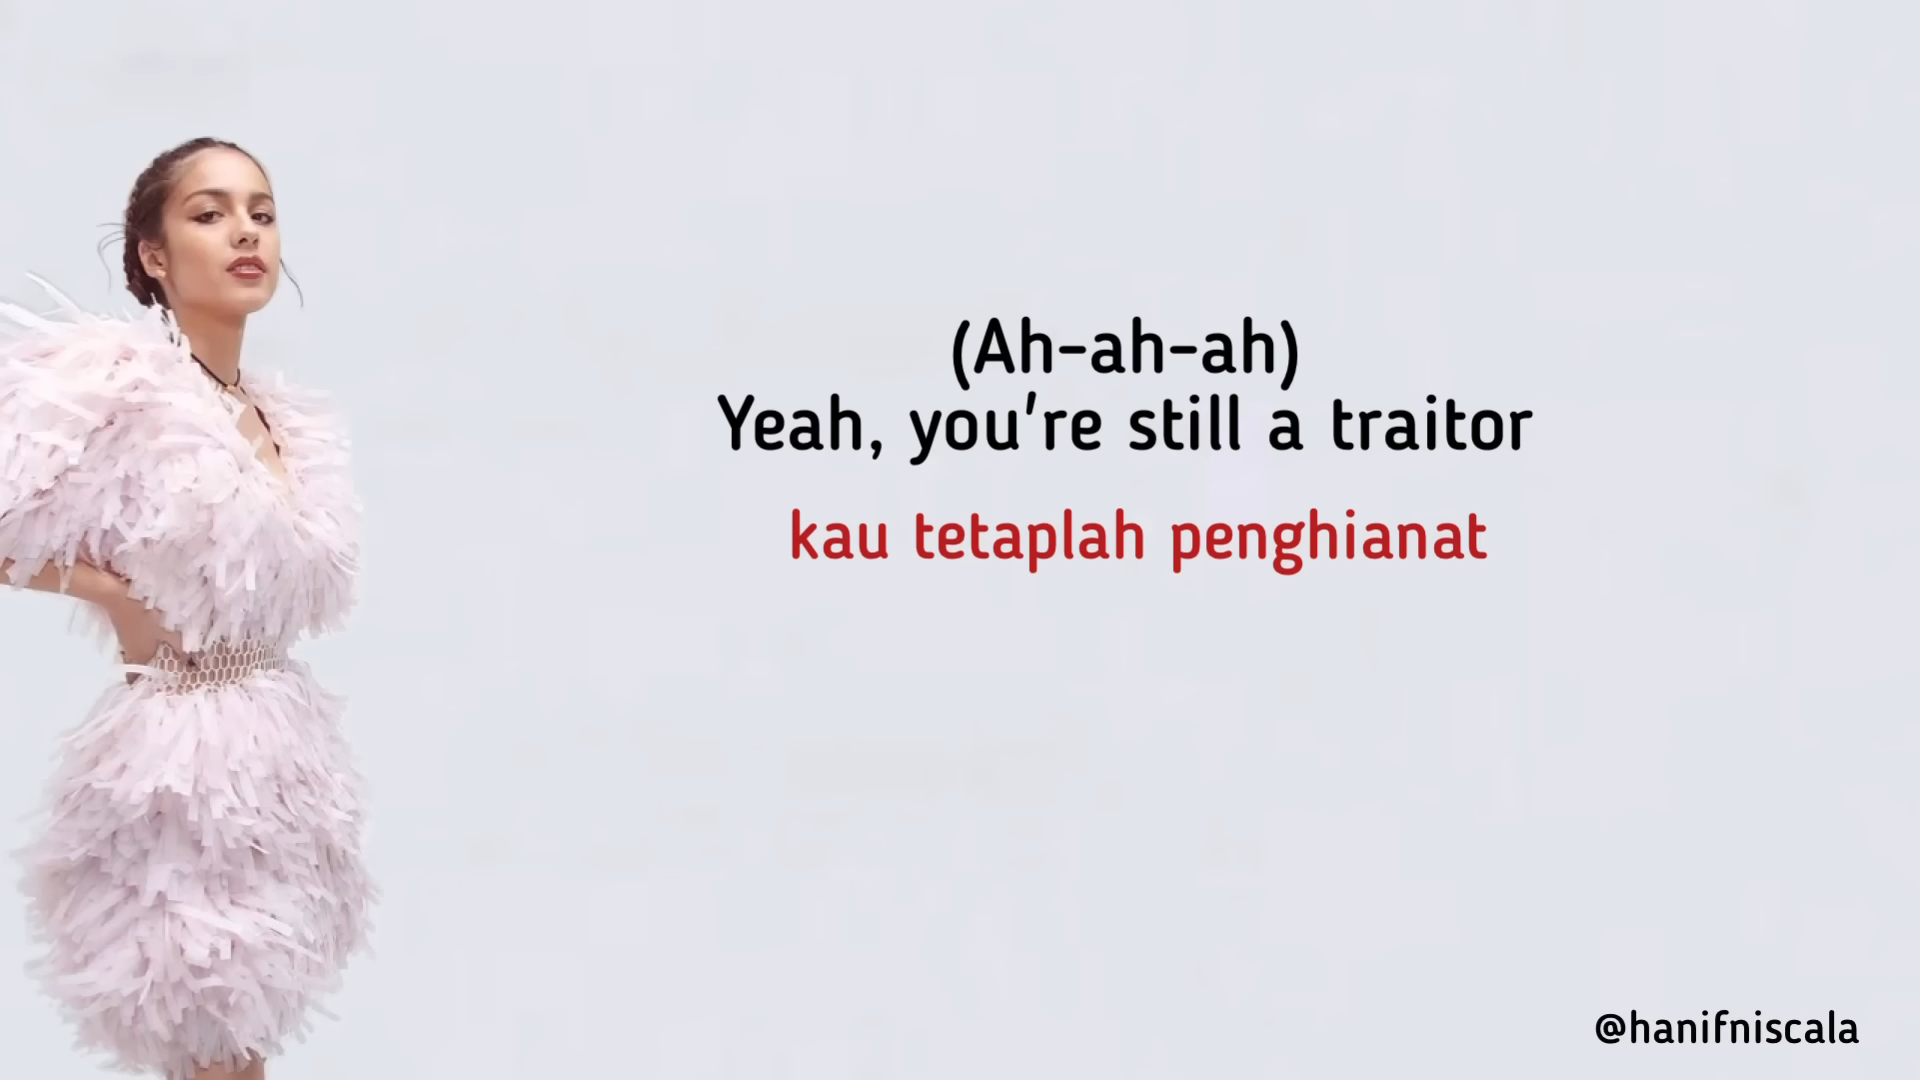 (Ah-ah-ah)
Yeah, you're still a traitor
kau tetaplah penghianat
@hanifniscala